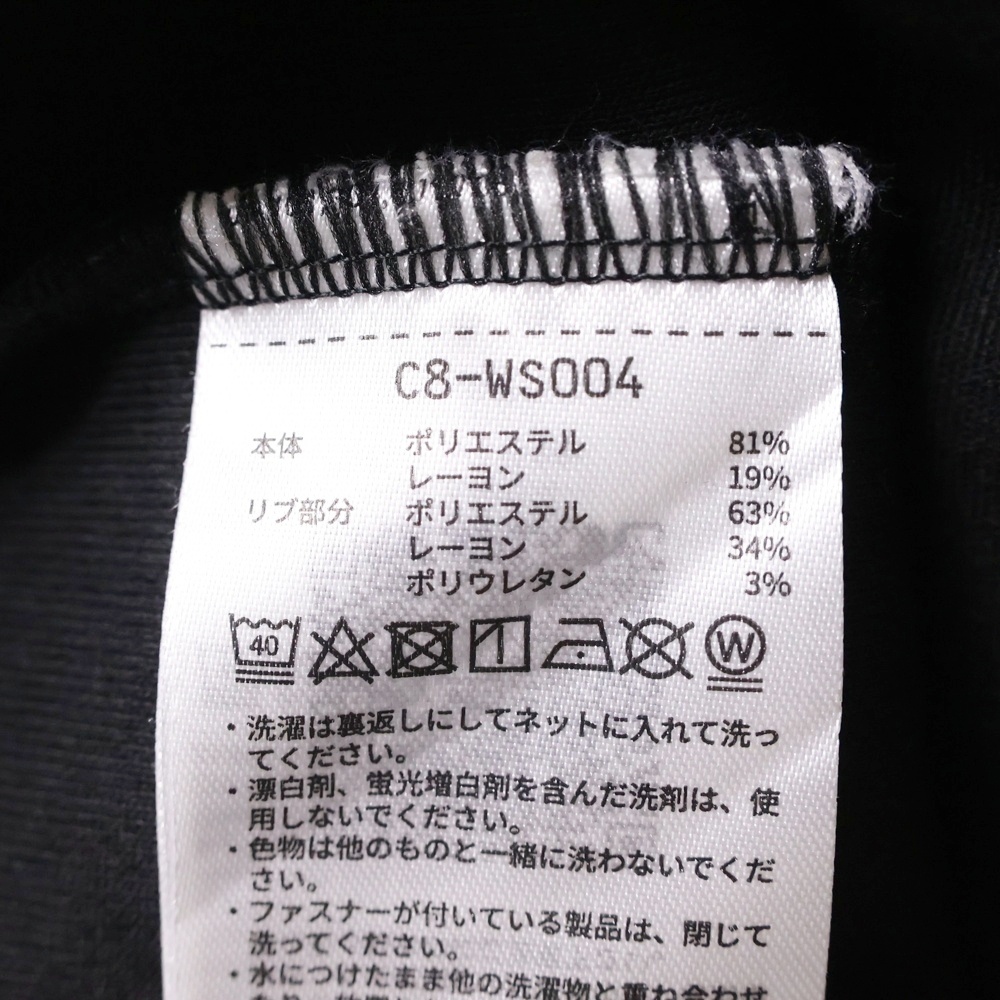 C8-WS004
本体 ポリエステル 81%
レーヨン 19%
リブ部分 ポリエステル 63%
レーヨン 34%
ポリウレタン 3%
40 W
・洗濯は裏返しにしてネットに入れて洗っ
てください。
・漂白剤、蛍光増白剤を含んだ洗剤は、使
用しないでください。
・色物は他のものと一緒に洗わないでくだ
さい。
・ファスナーが付いている製品は、閉じて
洗ってください。
・水につけたまま他の洗濯物と重ね合わせ